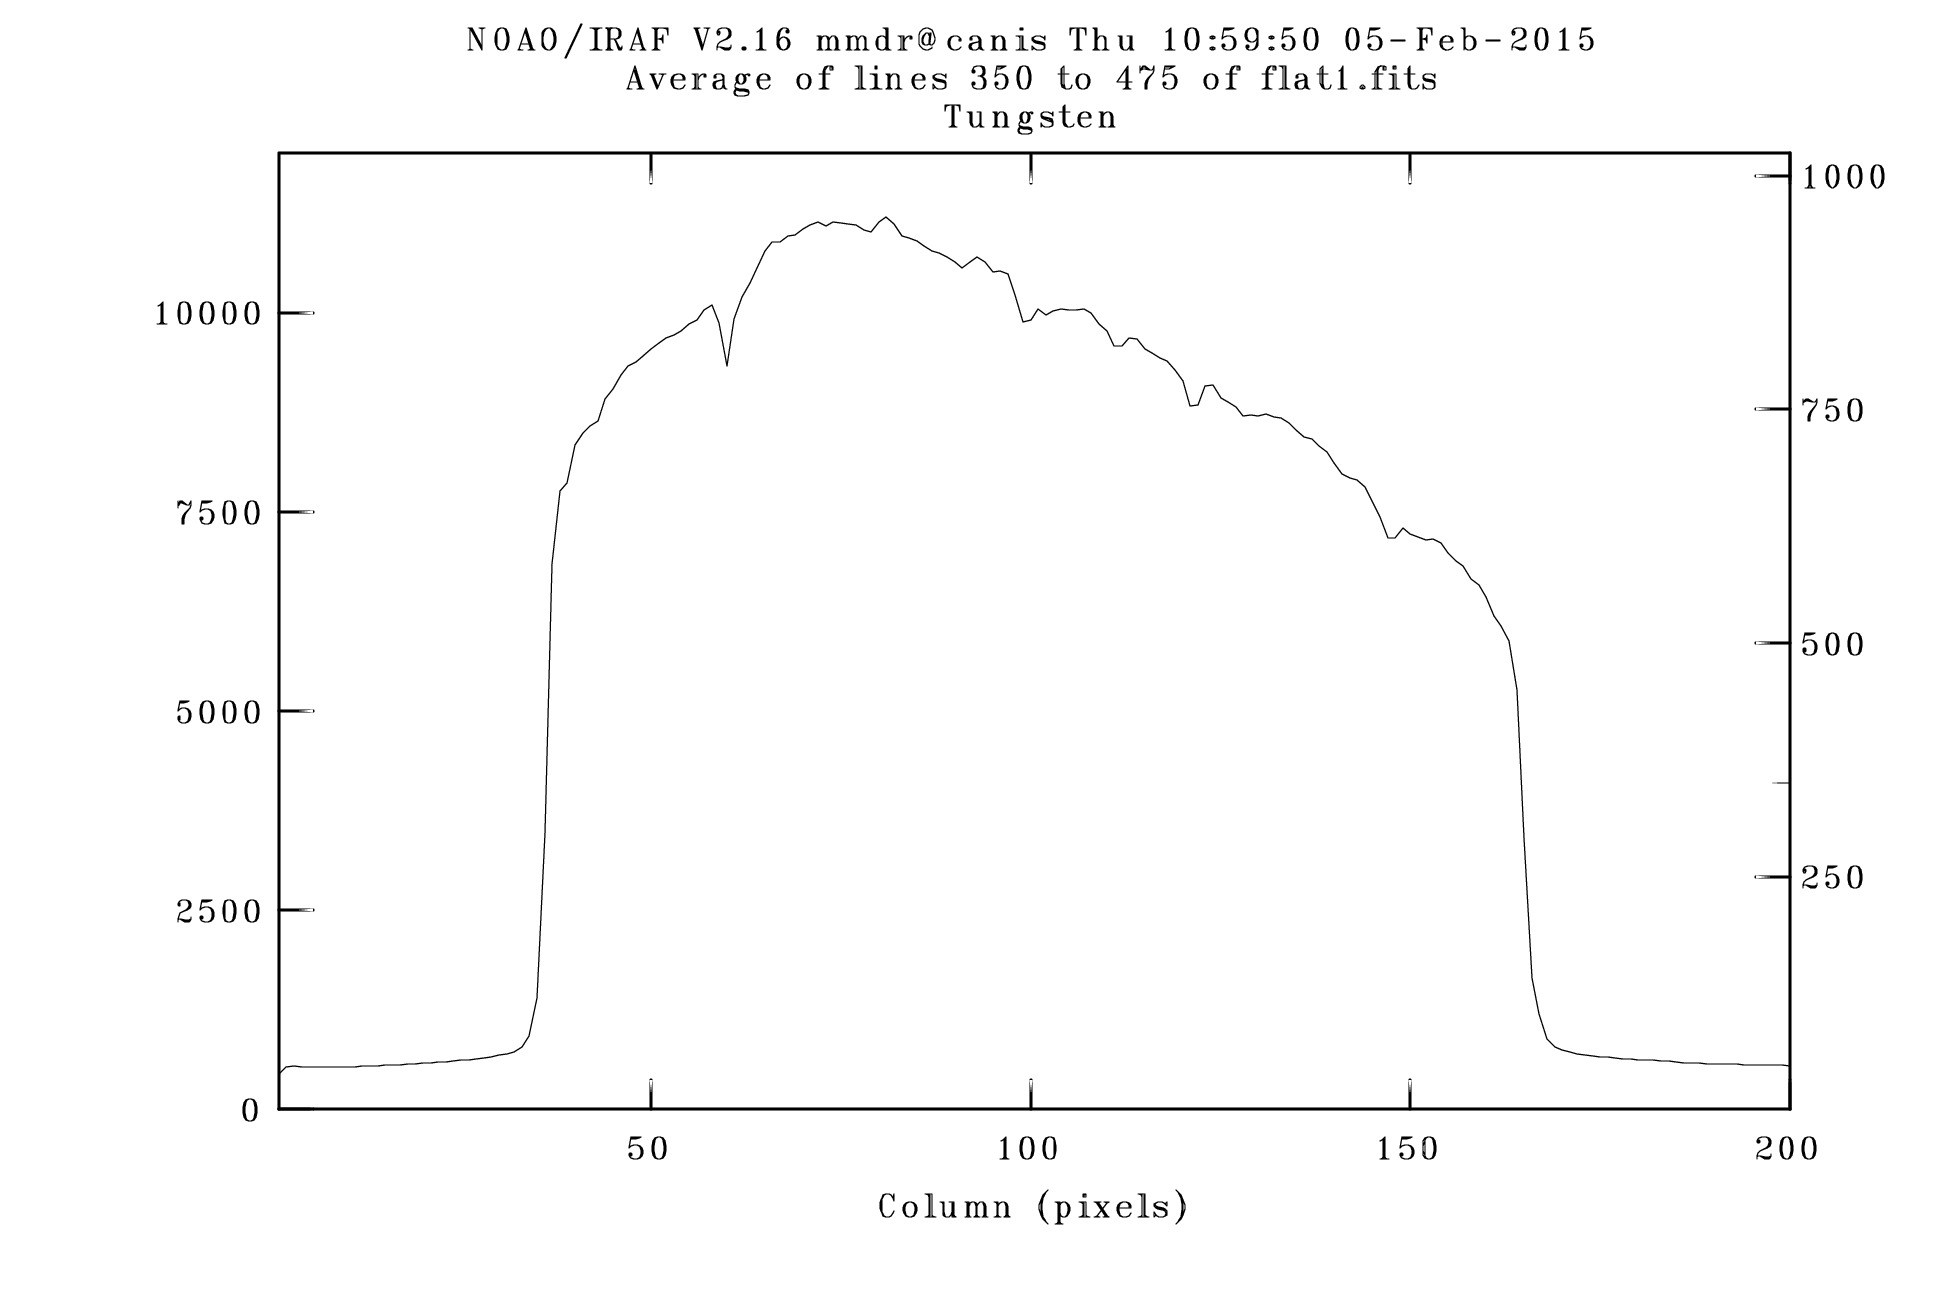 NOAO/IRAF V2.16 mmdr@canis Thu 10:59:50 05-Feb-2015
Average of lines 350 to 475 of flat1.fits
Tungsten
1000
10000
750
7500
500
5000
250
2500
0
50 100 150 200
Column (pixels)